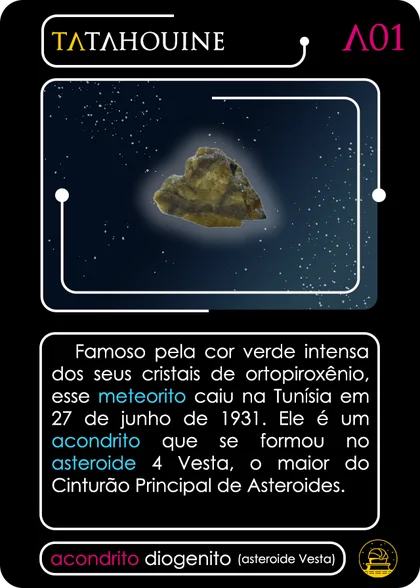 TATAHOUINE
A01
Famoso pela cor verde intensa
dos seus cristais de ortopiroxênio,
esse meteorito caiu na Tunísia em
27 de junho de 1931. Ele é um
acondrito que se formou no
asteroide 4 Vesta, o maior do
Cinturão Principal de Asteroides.
acondrito diogenito (asteroide Vesta)